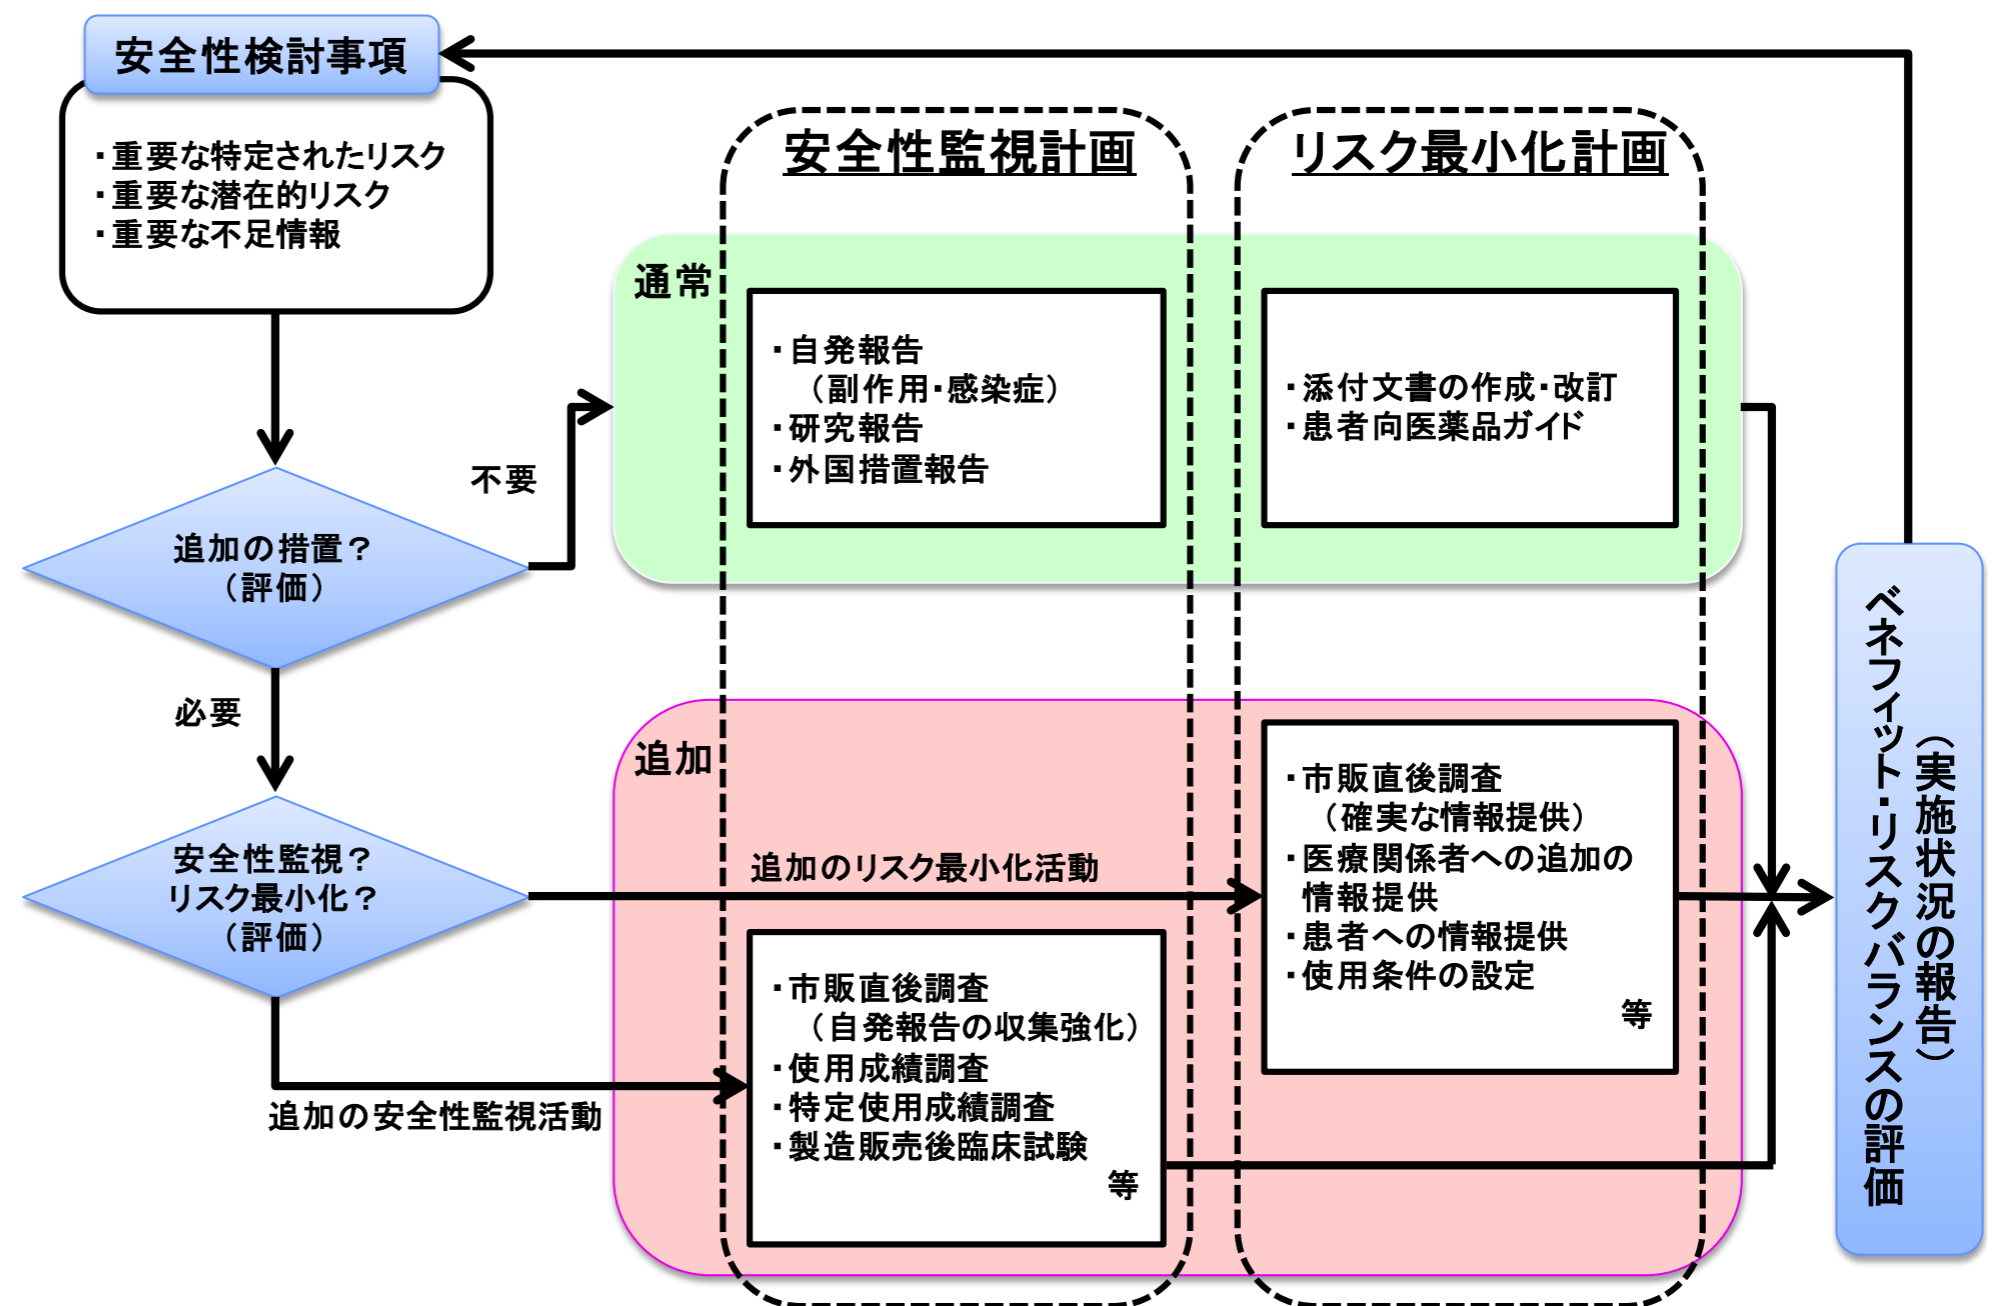 安全性検討事項
・重要な特定されたリスク
・重要な潜在的リスク
・重要な不足情報
追加の措置？
（評価）
不要
必要
安全性監視？
リスク最小化？
（評価）
追加の安全性監視活動
追加のリスク最小化活動
安全性監視計画
リスク最小化計画
通常
・自発報告
（副作用・感染症）
・研究報告
・外国措置報告
・添付文書の作成・改訂
・患者向医薬品ガイド
追加
・市販直後調査
（確実な情報提供）
・医療関係者への追加の
情報提供
・患者への情報提供
・使用条件の設定
等
・市販直後調査
（自発報告の収集強化）
・使用成績調査
・特定使用成績調査
・製造販売後臨床試験
等
（実施状況の報告）
ベネフィット・リスクバランスの評価